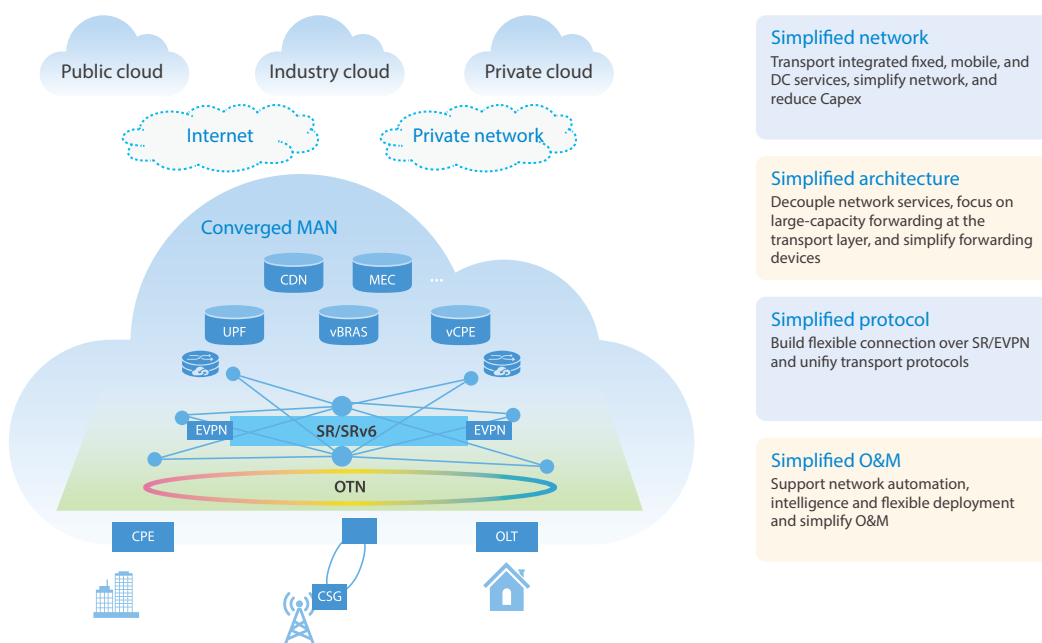 Public cloud
Industry cloud
Private cloud
Internet
Private network
Converged MAN
CDN
MEC
...
UPF
vBRAS
vCPE
EVPN
SR/SRv6
EVPN
OTN
CPE
OLT
CSG
Simplified network
Transport integrated fixed, mobile, and
DC services, simplify network, and
reduce Capex
Simplified architecture
Decouple network services, focus on
large-capacity forwarding at the
transport layer, and simplify forwarding
devices
Simplified protocol
Build flexible connection over SR/EVPN
and unifiy transport protocols
Simplified O&M
Support network automation,
intelligence and flexible deployment
and simplify O&M